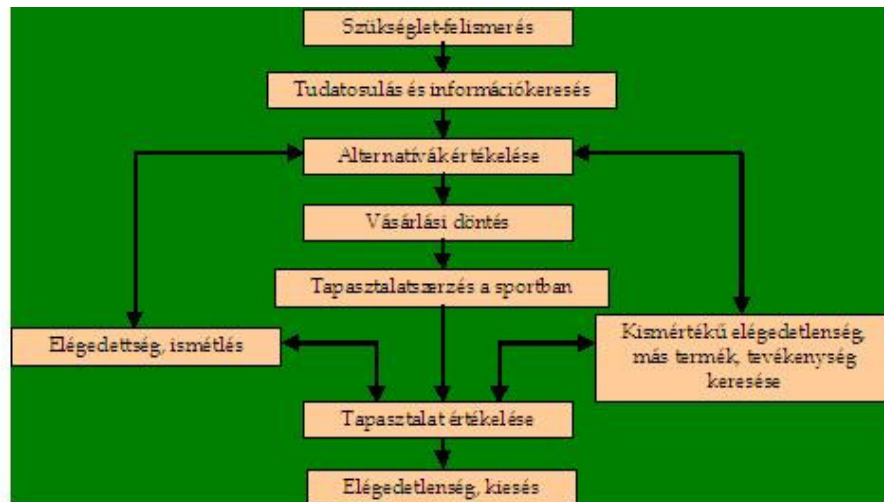 Szükséglet-felismerés
Tudatosulás és információkeresés
Alternatívák értékelése
Vásárlási döntés
Tapasztalatszerzés a sportban
Elégedettség, ismétlés
Kismértékű elégedetlenség,
más termék, tevékenység
keresése
Tapasztalat értékelése
Elégedetlenség, kiesés